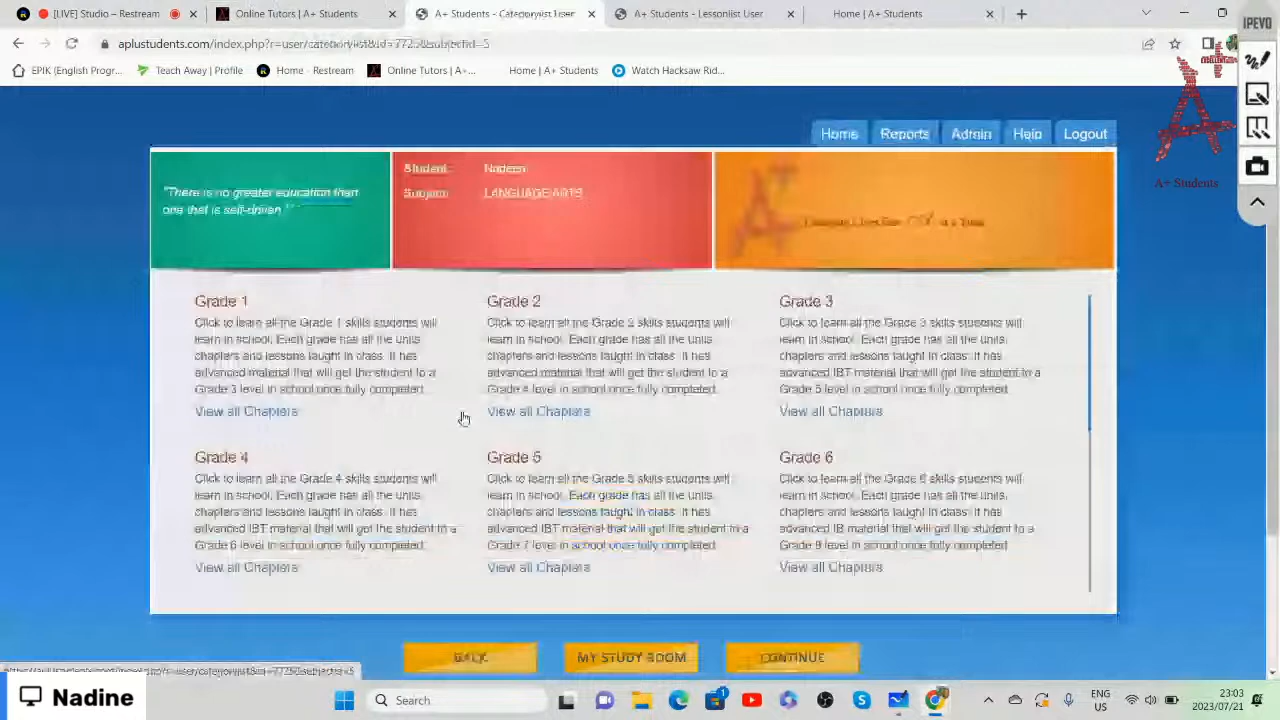 [LIVE] Studio – Restream
Online Tutors | A+ Students
A+ Students - Categorylist User
A+ Students - Lessonlist User
Home | A+ Students
aplustudents.com/index.php?r=user/categorylist&id=7725&subjectid=5
EPIK (English Progr...
Teach Away | Profile
Home - Restream
Online Tutors | A+...
Home | A+ Students
Watch Hacksaw Rid...
IPEVO
Home
Reports
Admin
Help
Logout
A+ Students
"There is no greater education than
one that is self-driven."
Student: Nadeen
Subject: LANGUAGE ARTS
Grade 1
Click to learn all the Grade 1 skills students will
learn in school. Each grade has all the units,
chapters and lessons taught in class. It has
advanced material that will get the student to a
Grade 3 level in school once fully completed.
View all Chapters
Grade 2
Click to learn all the Grade 2 skills students will
learn in school. Each grade has all the units,
chapters and lessons taught in class. It has
advanced material that will get the student to a
Grade 4 level in school once fully completed.
View all Chapters
Grade 3
Click to learn all the Grade 3 skills students will
learn in school. Each grade has all the units,
chapters and lessons taught in class. It has
advanced IBT material that will get the student to a
Grade 5 level in school once fully completed.
View all Chapters
Grade 4
Click to learn all the Grade 4 skills students will
learn in school. Each grade has all the units,
chapters and lessons taught in class. It has
advanced IBT material that will get the student to a
Grade 6 level in school once fully completed.
View all Chapters
Grade 5
Click to learn all the Grade 5 skills students will
learn in school. Each grade has all the units,
chapters and lessons taught in class. It has
advanced IBT material that will get the student to a
Grade 7 level in school once fully completed.
View all Chapters
Grade 6
Click to learn all the Grade 6 skills students will
learn in school. Each grade has all the units,
chapters and lessons taught in class. It has
advanced IB material that will get the student to a
Grade 8 level in school once fully completed.
View all Chapters
BACK
MY STUDY ROOM
CONTINUE
Nadine
Search
ENG
US
23:03
2023/07/21